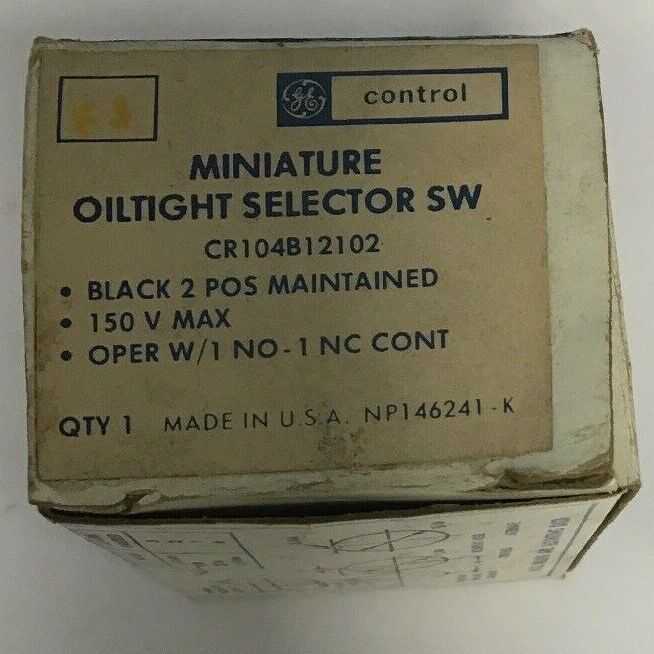 GE control
MINIATURE
OILTIGHT SELECTOR SW
CR104B12102
• BLACK 2 POS MAINTAINED
• 150 V MAX
• OPER W/1 NO-1 NC CONT
QTY 1 MADE IN U.S.A. NP146241-K